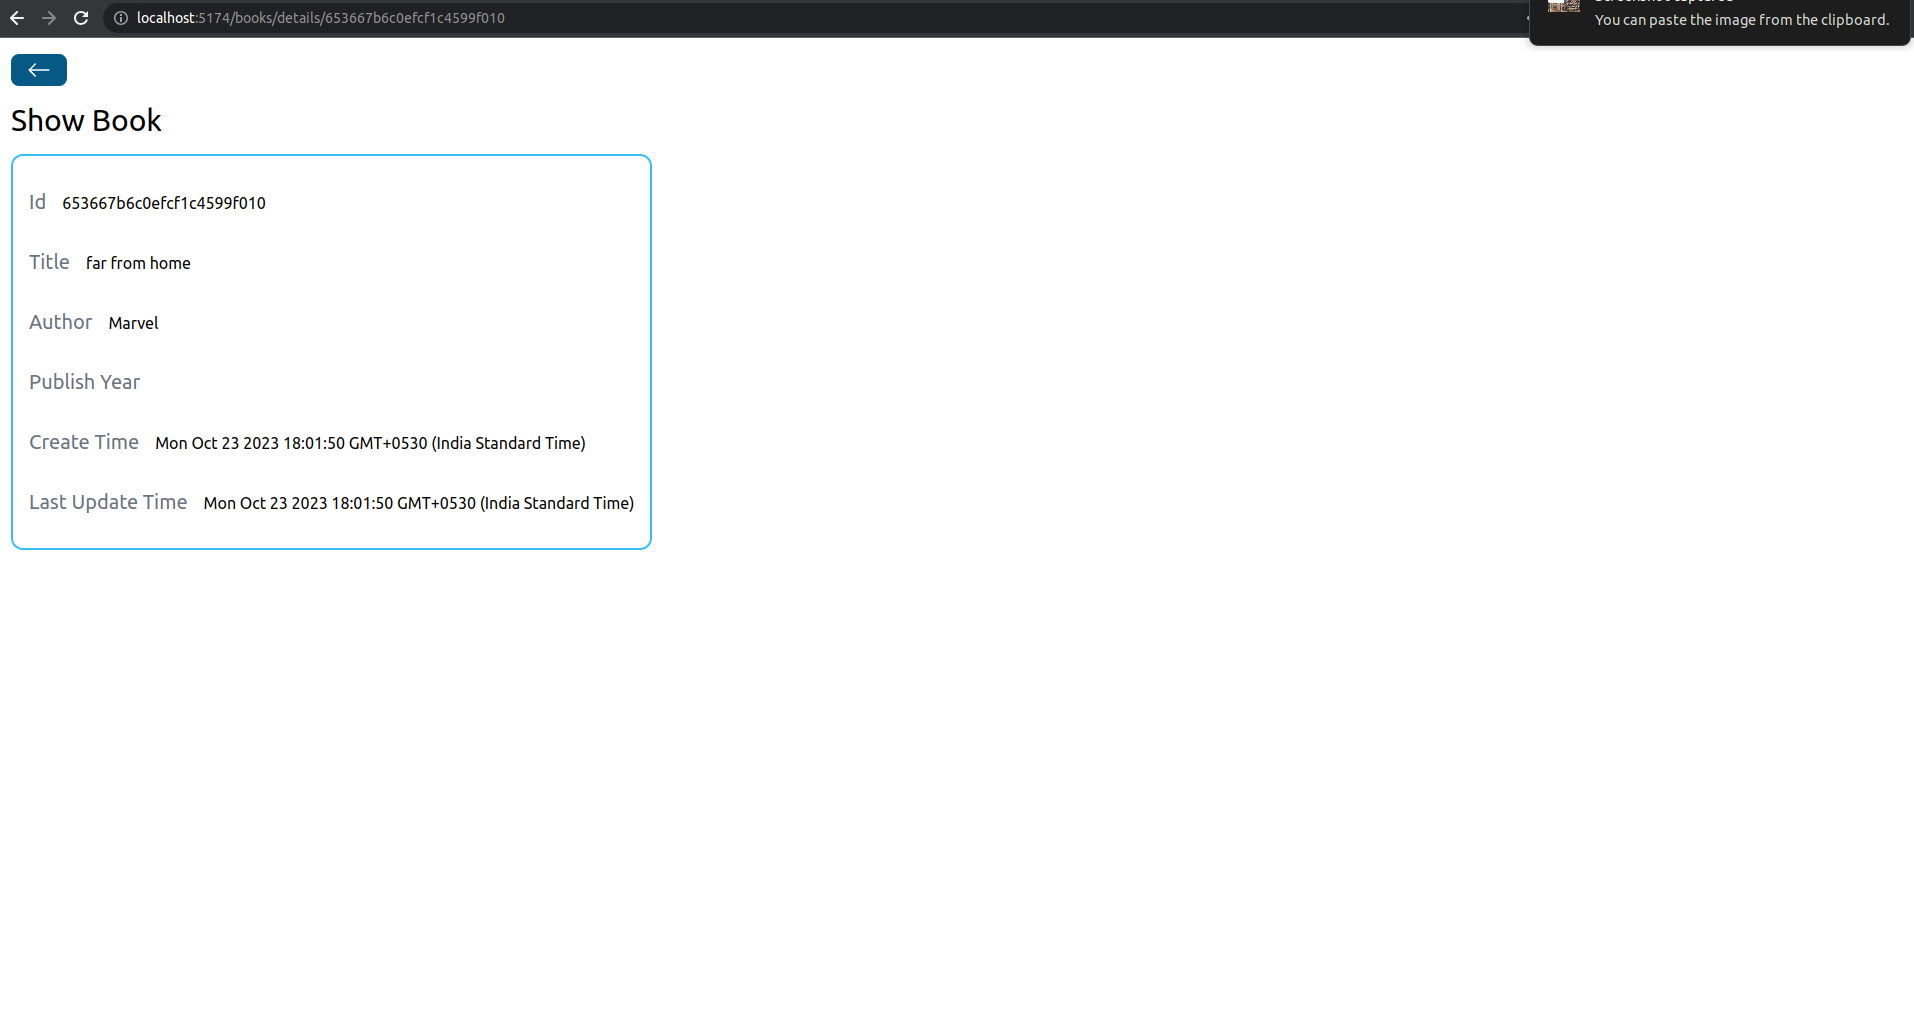 localhost:5174/books/details/653667b6c0efcf1c4599f010
You can paste the image from the clipboard.
Show Book
Id 653667b6c0efcf1c4599f010
Title far from home
Author Marvel
Publish Year
Create Time Mon Oct 23 2023 18:01:50 GMT+0530 (India Standard Time)
Last Update Time Mon Oct 23 2023 18:01:50 GMT+0530 (India Standard Time)